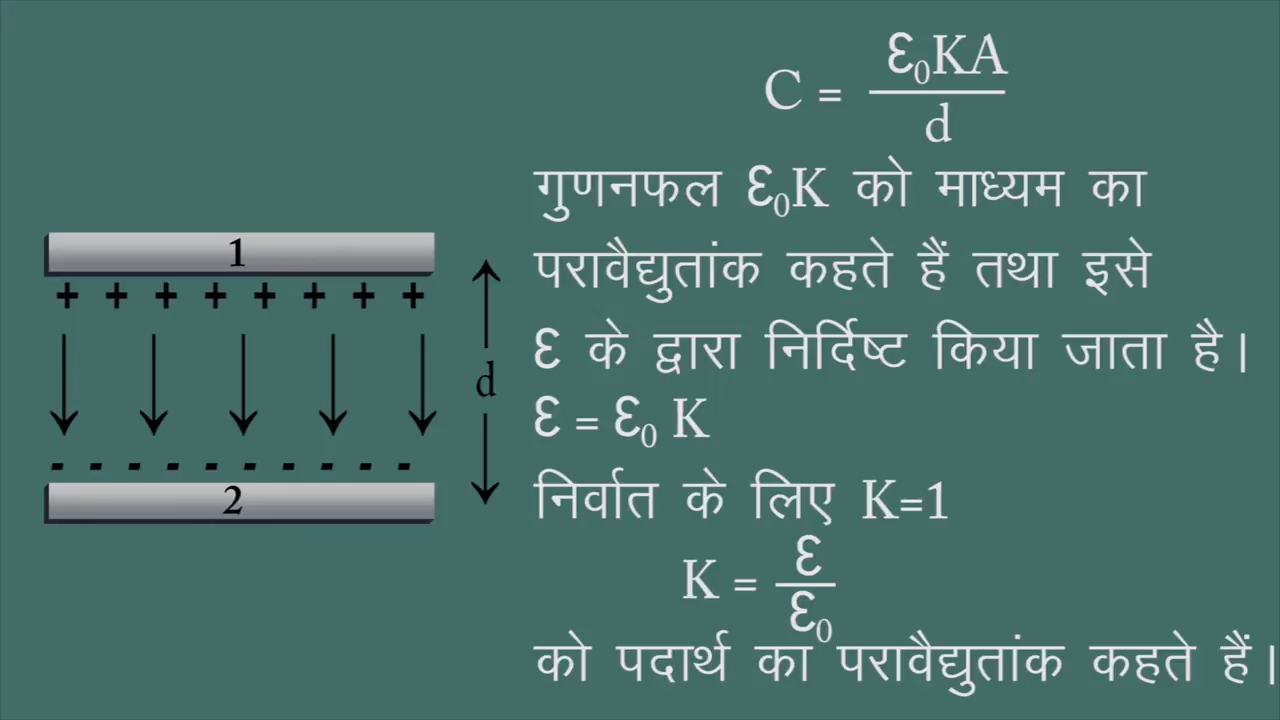 C = ε₀KA / d
गुणनफल ε₀K को माध्यम का
परावैद्युतांक कहते हैं तथा इसे
ε के द्वारा निर्दिष्ट किया जाता है।
ε = ε₀ K
निर्वात के लिए K=1
K = ε / ε₀
को पदार्थ का परावैद्युतांक कहते हैं।
1
+ + + + + + + +
d
- - - - - - - - - -
2